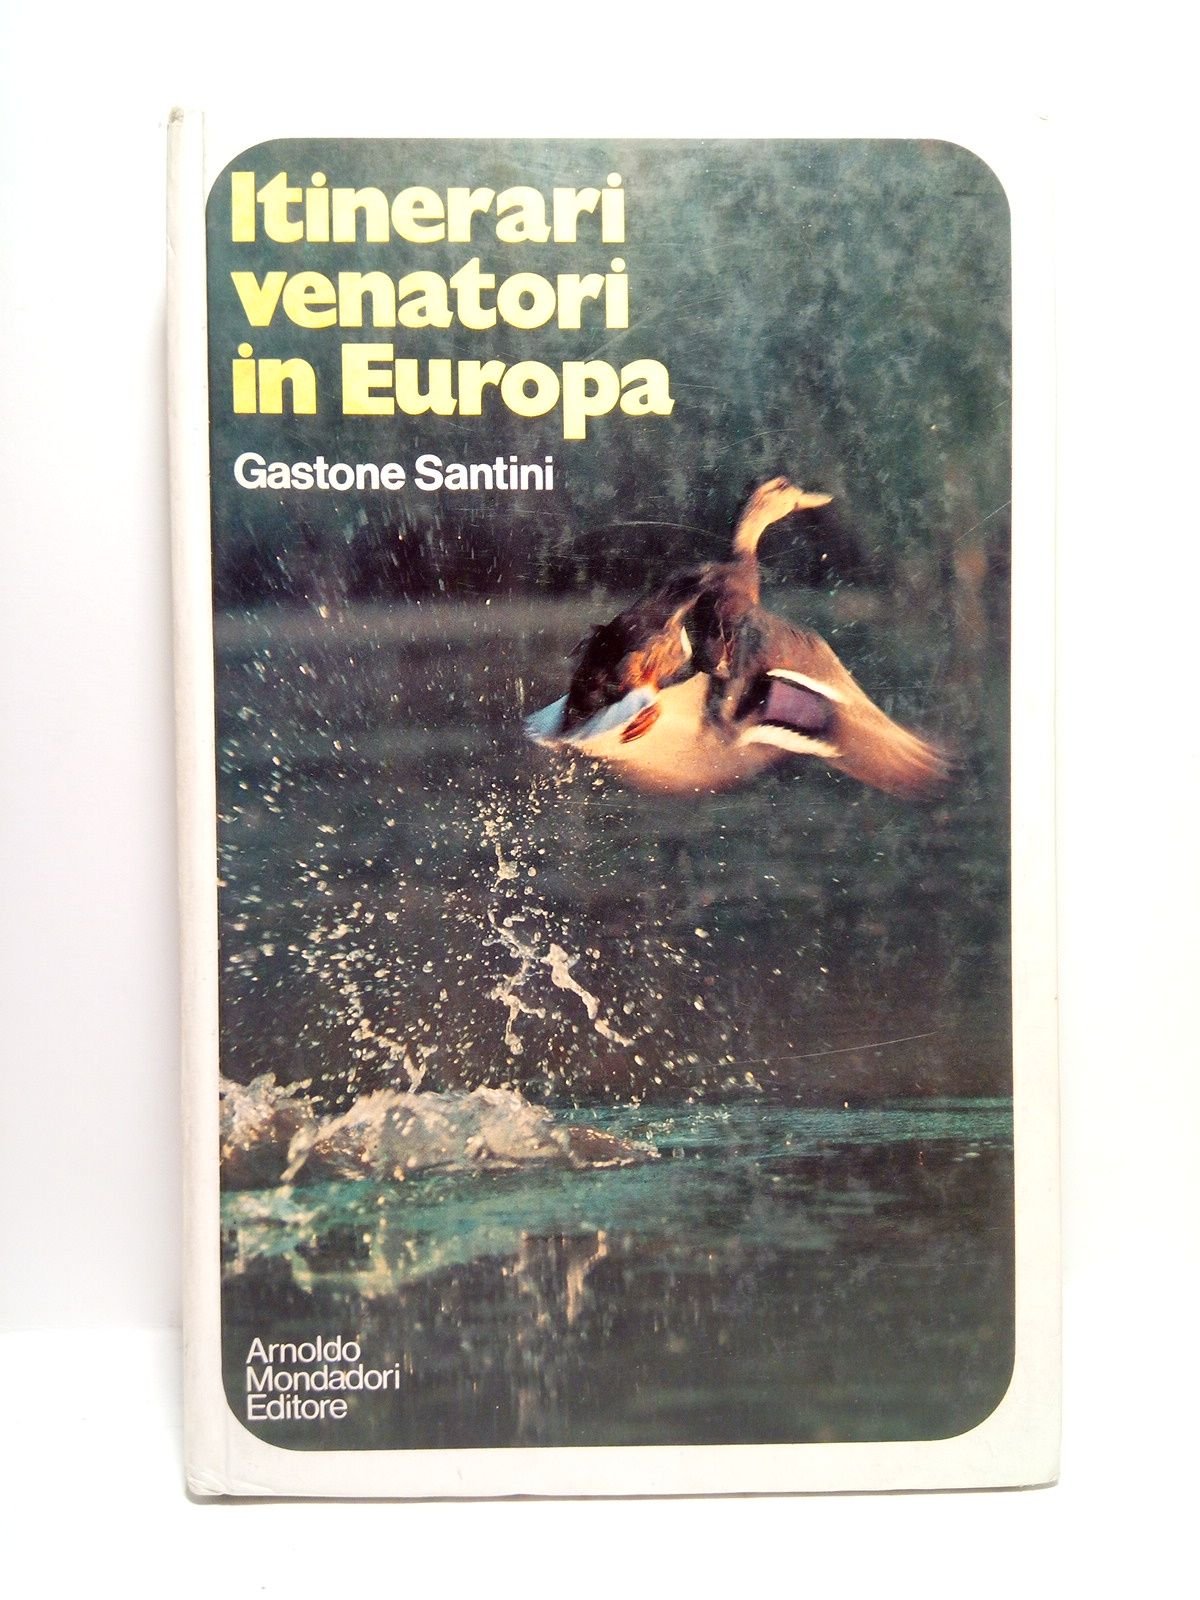 Itinerari
venatori
in Europa
Gastone Santini
Arnoldo
Mondadori
Editore